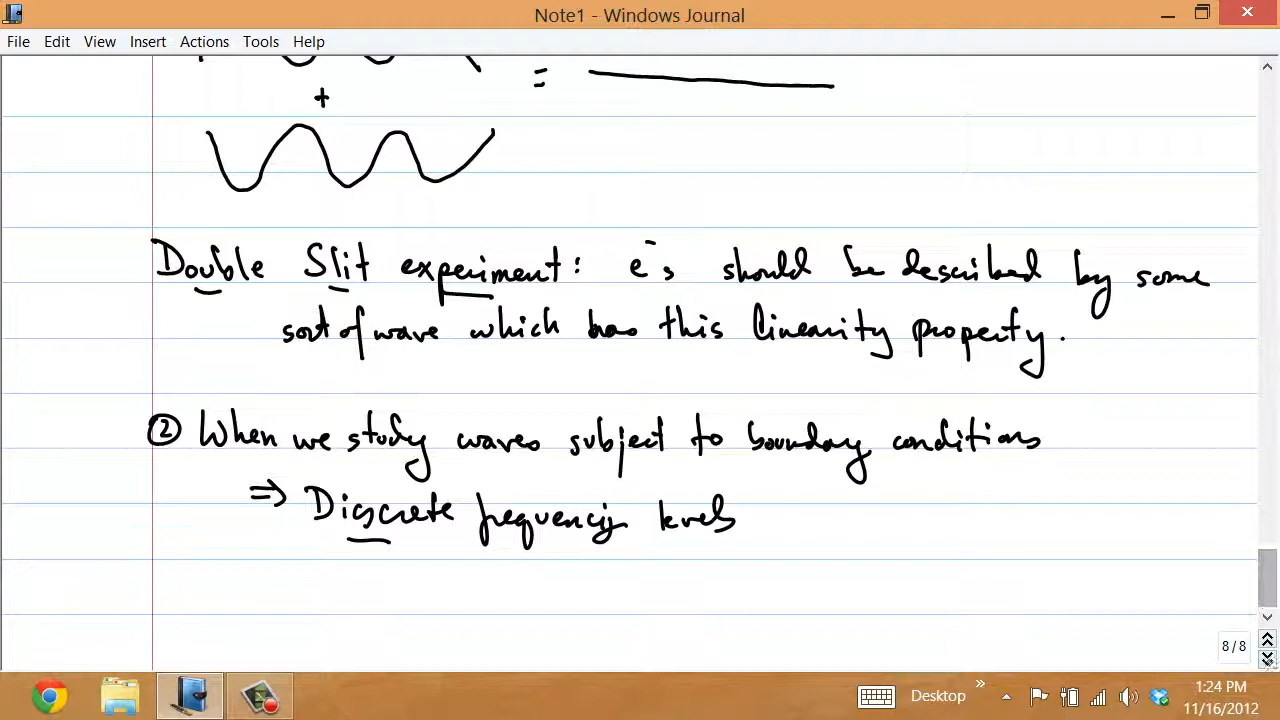 Note1 - Windows Journal
File Edit View Insert Actions Tools Help
+
=
Double Slit experiment: e⁻s should be described by some
sort of wave which has this linearity property.
② When we study waves subject to boundary conditions
⇒ Discrete frequency levels
8 / 8
Desktop
1:24 PM
11/16/2012